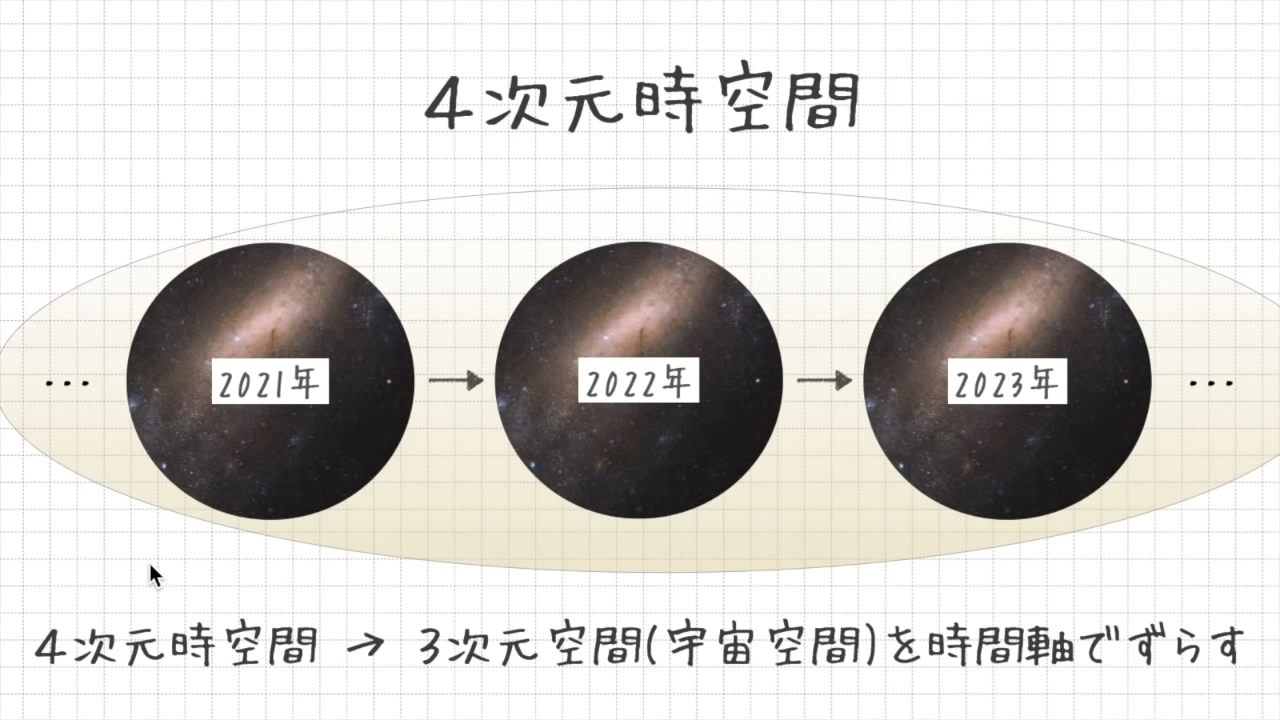 4次元時空間
... 2021年 → 2022年 → 2023年 ...
4次元時空間 → 3次元空間(宇宙空間)を時間軸でずらす